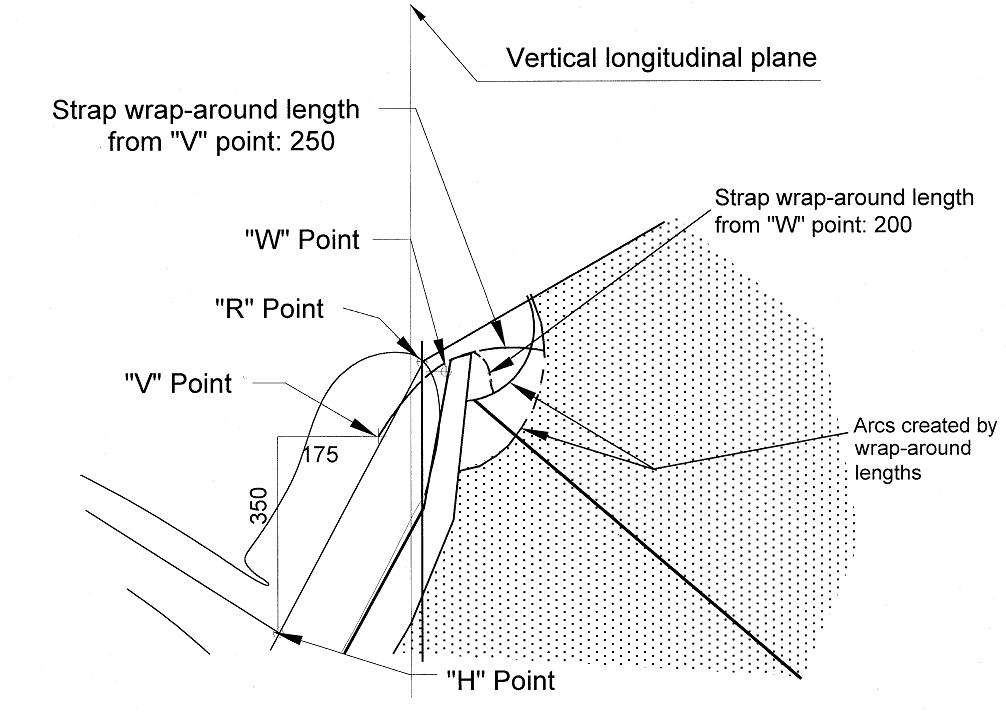 Vertical longitudinal plane
Strap wrap-around length
from "V" point: 250
Strap wrap-around length
from "W" point: 200
"W" Point
"R" Point
"V" Point
175
350
Arcs created by
wrap-around
lengths
"H" Point